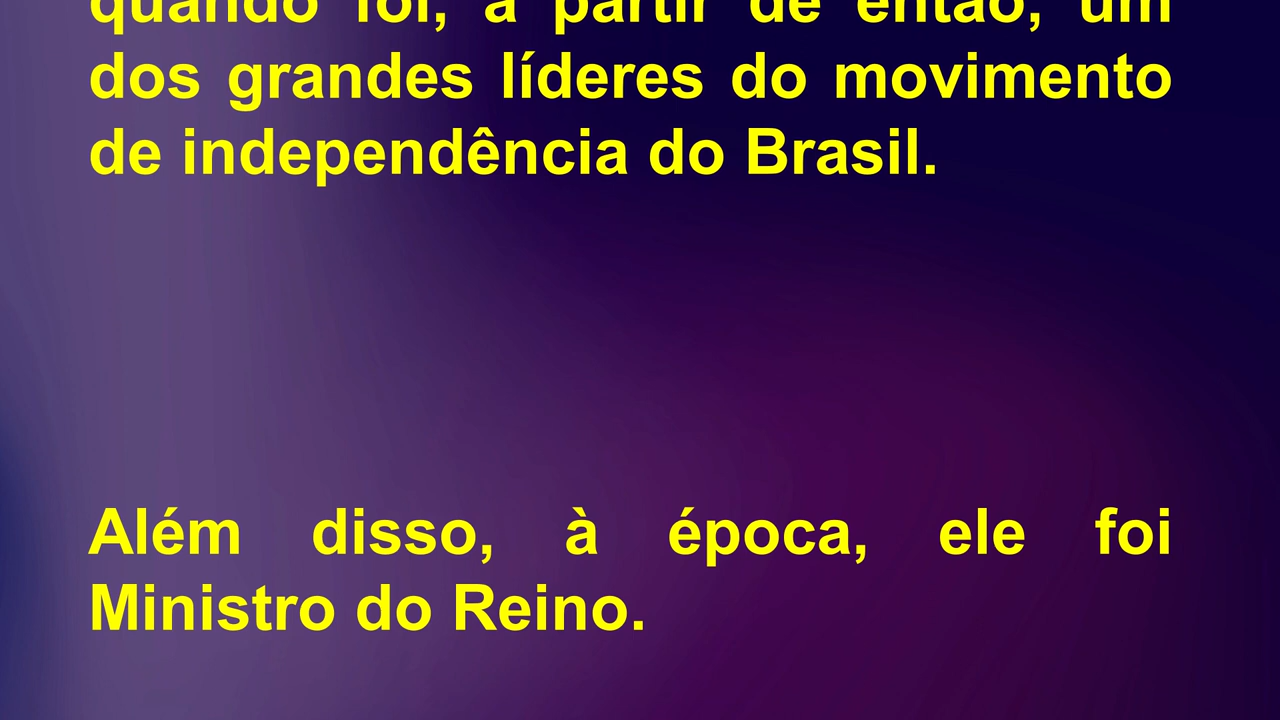 quando foi, a partir de então, um
dos grandes líderes do movimento
de independência do Brasil.
Além disso, à época, ele foi
Ministro do Reino.